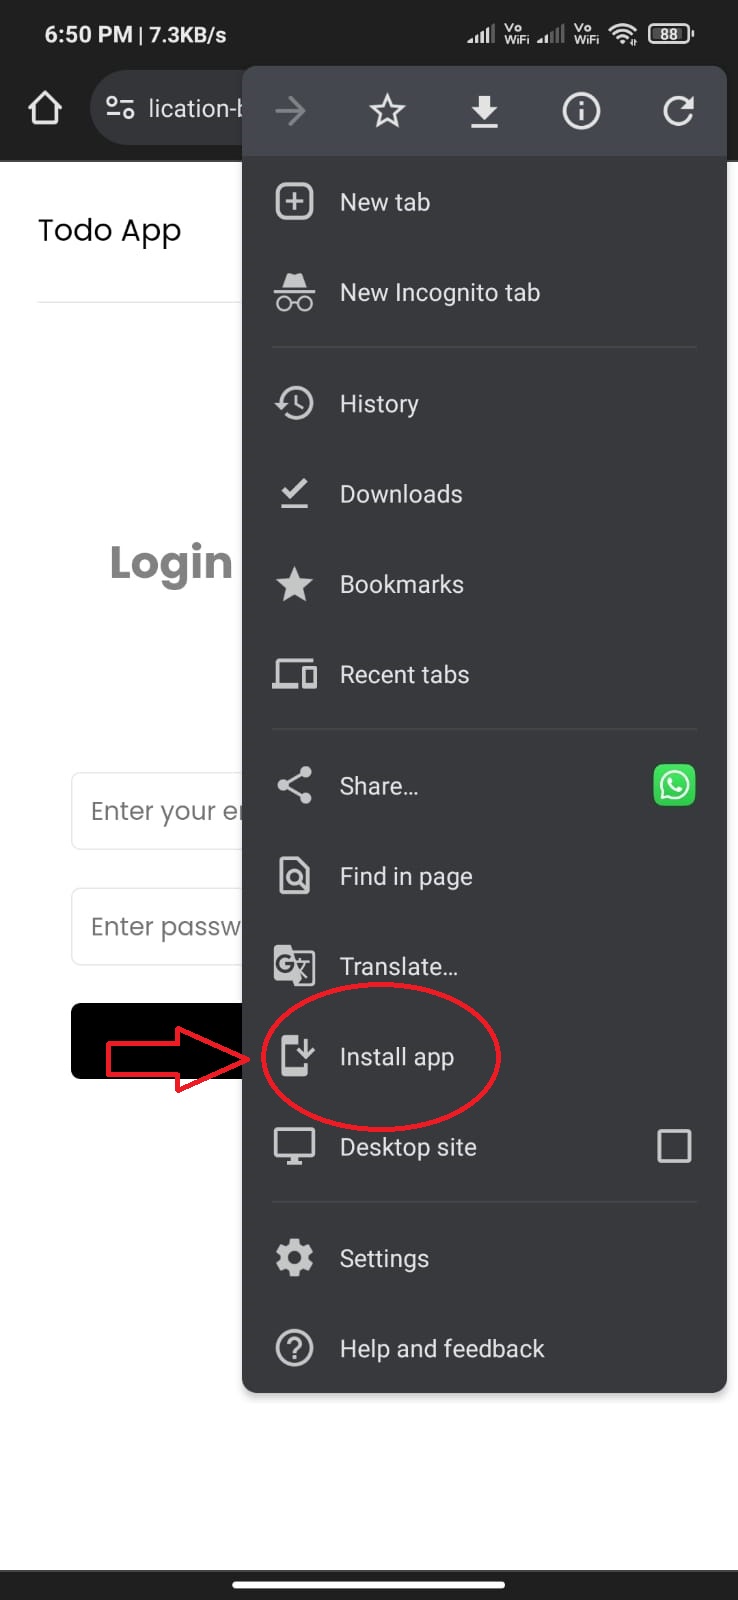 6:50 PM | 7.3KB/s
Vo WiFi
Vo WiFi
88
lication-b
Todo App
New tab
New Incognito tab
History
Downloads
Login
Bookmarks
Recent tabs
Share...
Enter your e
Find in page
Enter passw
Translate...
Install app
Desktop site
Settings
Help and feedback